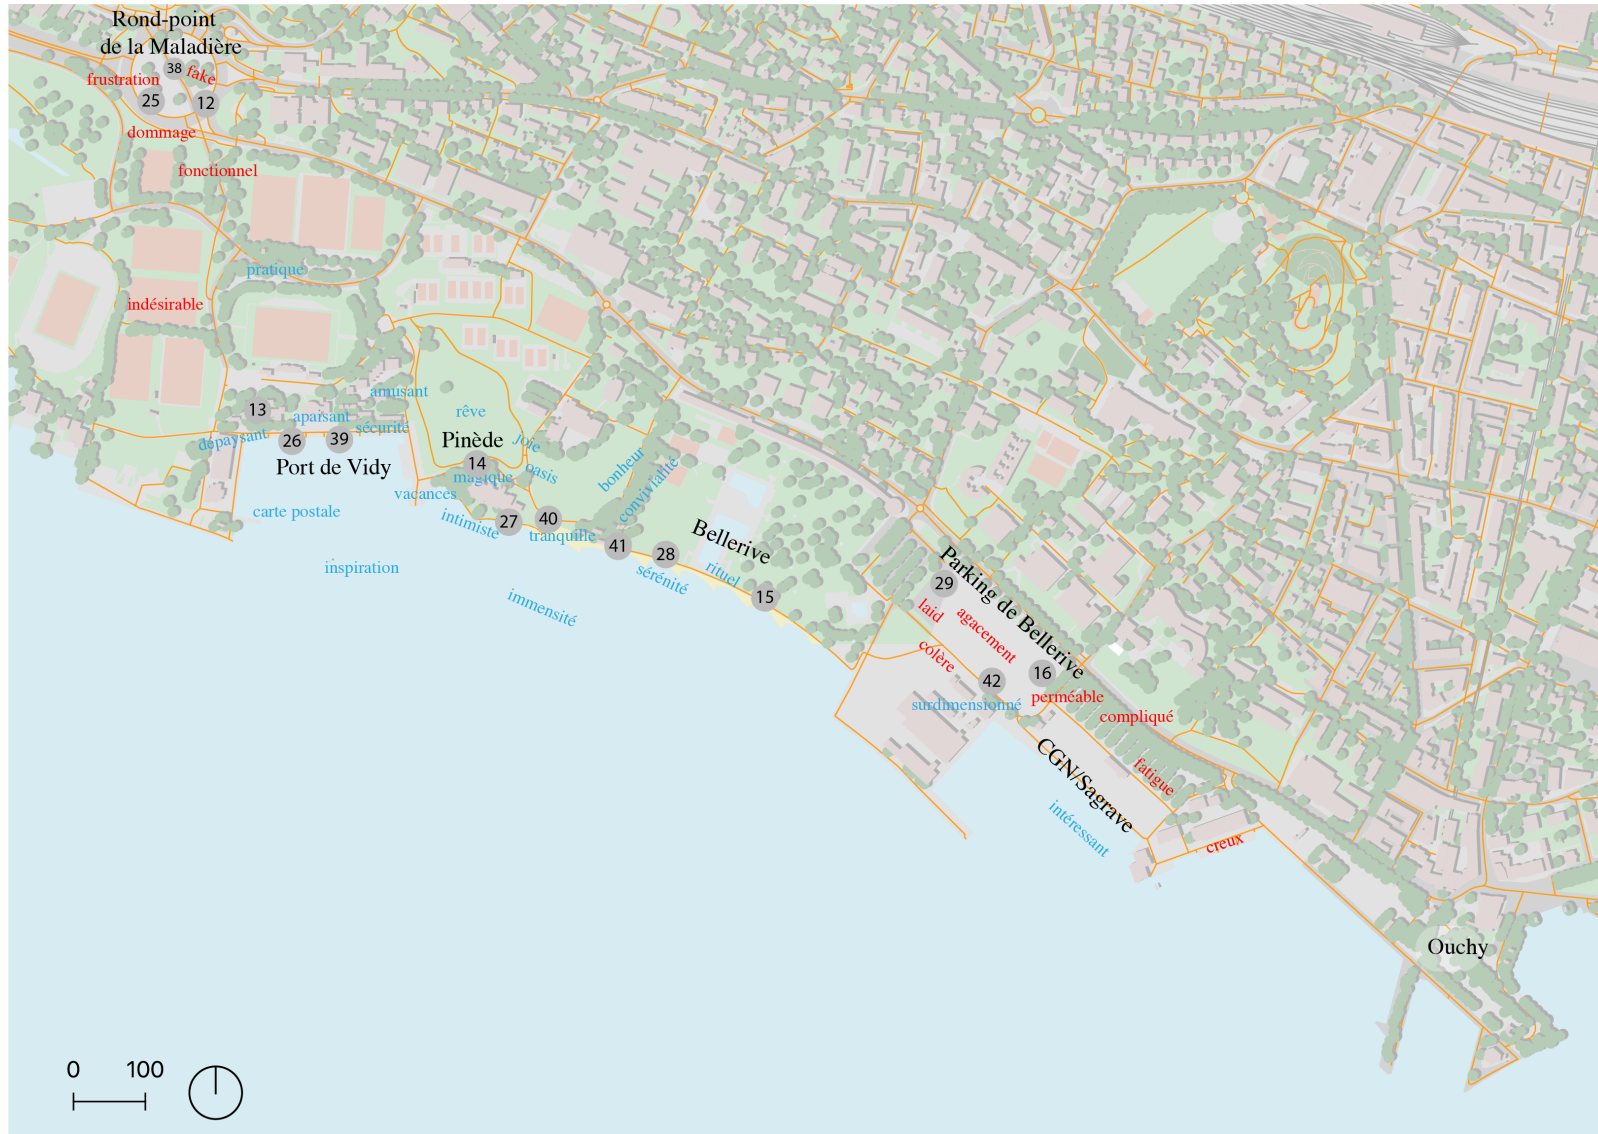 Rond-point
de la Maladière
38
fake
frustration
25
12
dommage
fonctionnel
pratique
indésirable
amusant
13
apaisant
rêve
sécurité
dépaysant
26
39
Pinède
joie
Port de Vidy
14
magique
oasis
bonheur
convivialité
vacances
carte postale
intimiste
27
40
tranquille
41
28
Bellerive
inspiration
sérénité
rituel
immensité
15
Parking de Bellerive
29
laid
agacement
colère
42
16
surdimensionné
perméable
compliqué
CGN/Sagrave
fatigue
intéressant
creux
Ouchy
0 100